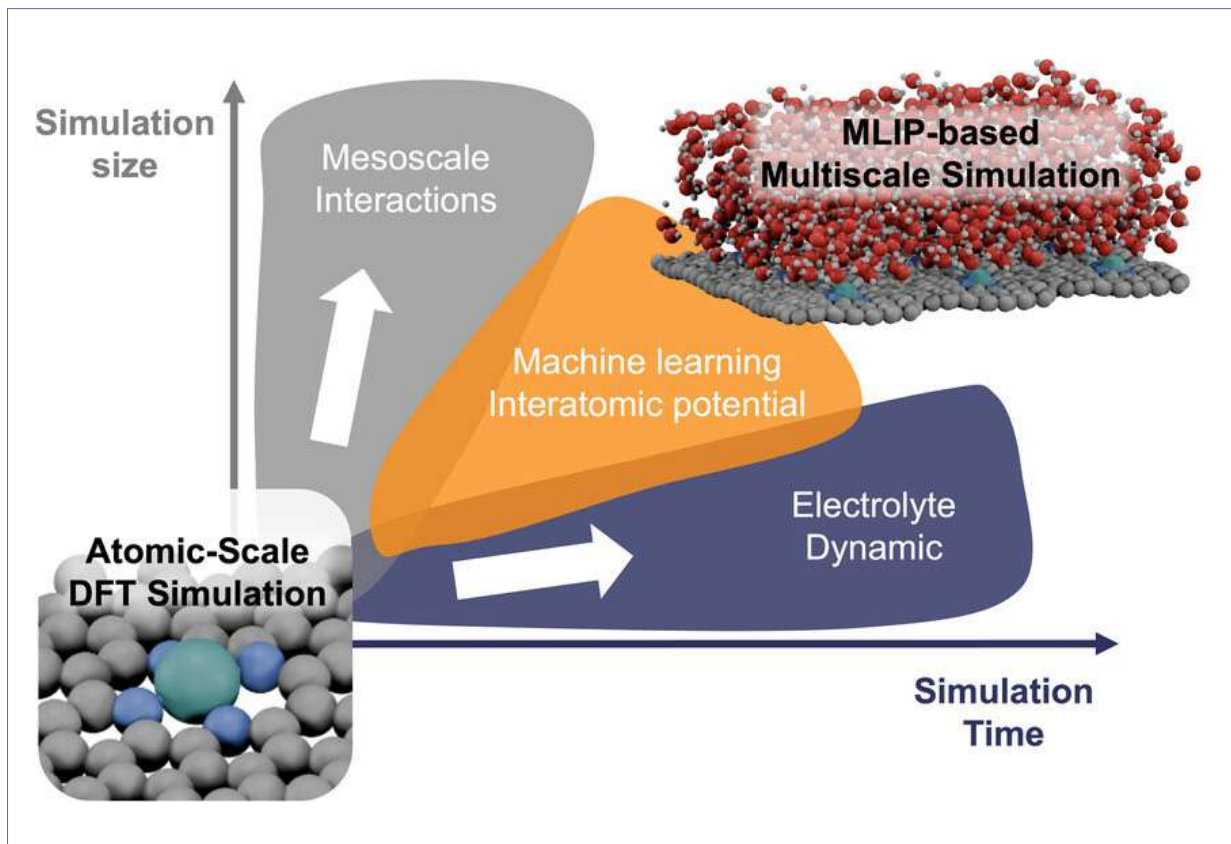 Simulation
size
Mesoscale
Interactions
MLIP-based
Multiscale Simulation
Machine learning
Interatomic potential
Electrolyte
Dynamic
Atomic-Scale
DFT Simulation
Simulation
Time